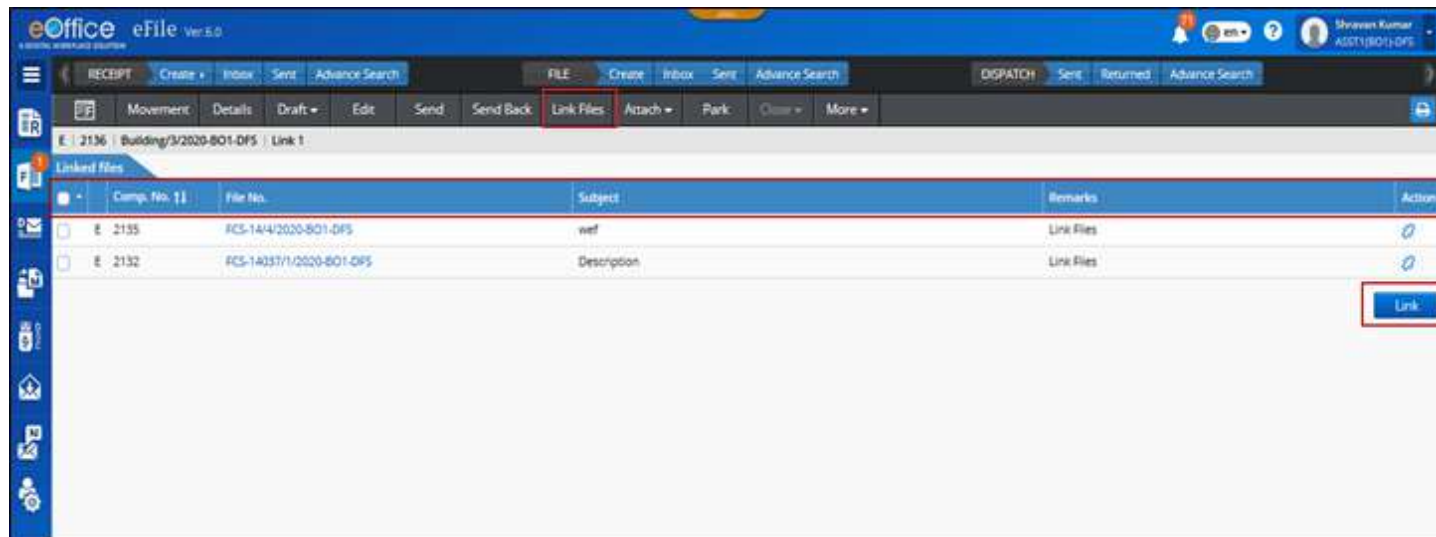 eOffice eFile Ver.6.0 en ? Shravan Kumar
A DIGITAL WORKPLACE SOLUTION ASST1(BO1)-DFS
RECEIPT Create Inbox Sent Advance Search FILE Create Inbox Sent Advance Search DISPATCH Sent Returned Advance Search
Movement Details Draft Edit Send Send Back Link Files Attach Park Close More
E 2136 Building/3/2020-BO1-DFS Link 1
Linked files
Comp. No. File No. Subject Remarks Action
E 2135 FCS-14/4/2020-BO1-DFS wef Link Files
E 2132 FCS-14037/1/2020-BO1-DFS Description Link Files
Link